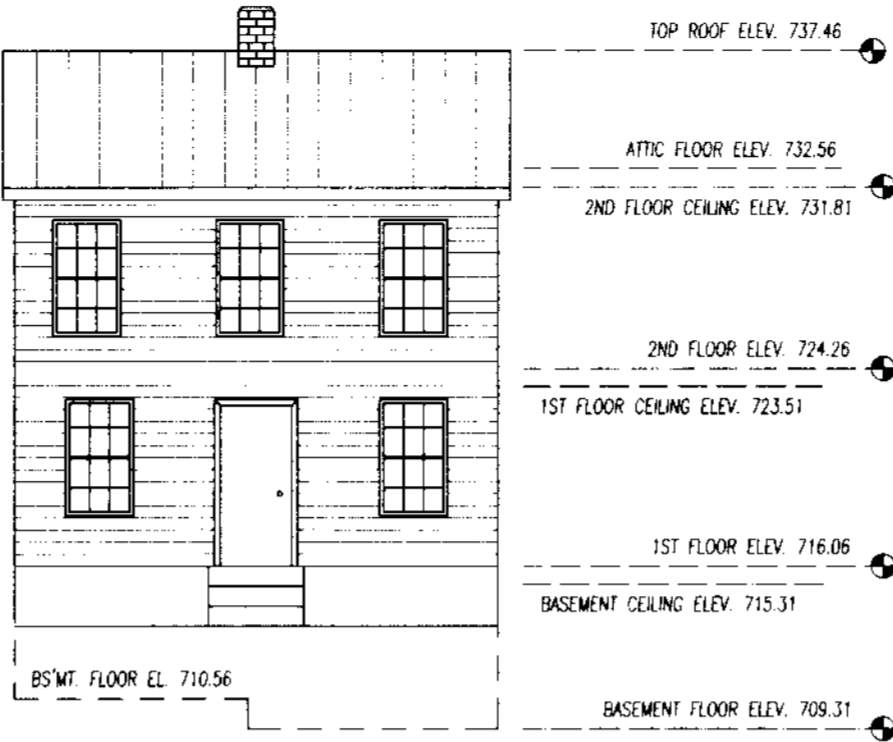 TOP ROOF ELEV. 737.46
ATTIC FLOOR ELEV. 732.56
2ND FLOOR CEILING ELEV. 731.81
2ND FLOOR ELEV. 724.26
1ST FLOOR CEILING ELEV. 723.51
1ST FLOOR ELEV. 716.06
BASEMENT CEILING ELEV. 715.31
BS'MT. FLOOR EL. 710.56
BASEMENT FLOOR ELEV. 709.31